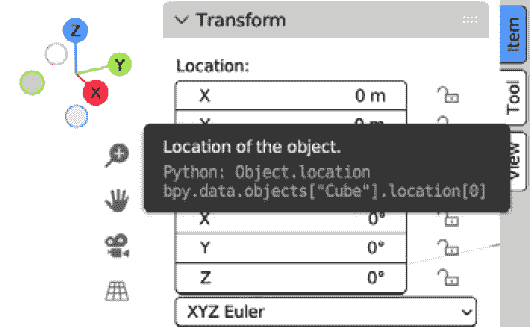 Z
Y
X
Transform
Location:
X 0 m
Location of the object.
Python: Object.location
bpy.data.objects["Cube"].location[0]
X 0°
Y 0°
Z 0°
XYZ Euler
Item
Tool
View